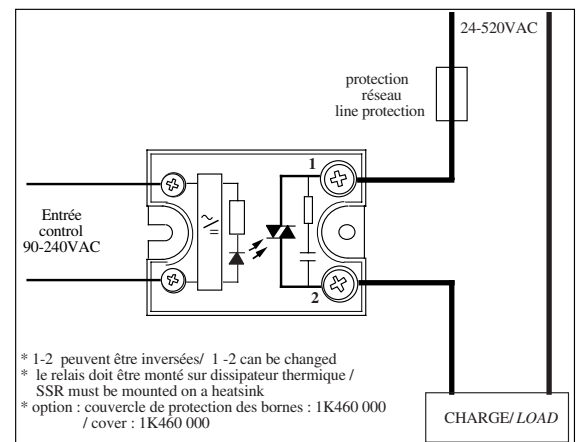 24-520VAC
protection
réseau
line protection
1
Entrée
control
90-240VAC
~/=
2
* 1-2 peuvent être inversées/ 1 -2 can be changed
* le relais doit être monté sur dissipateur thermique /
SSR must be mounted on a heatsink
* option : couvercle de protection des bornes : 1K460 000
/ cover : 1K460 000
CHARGE/ LOAD